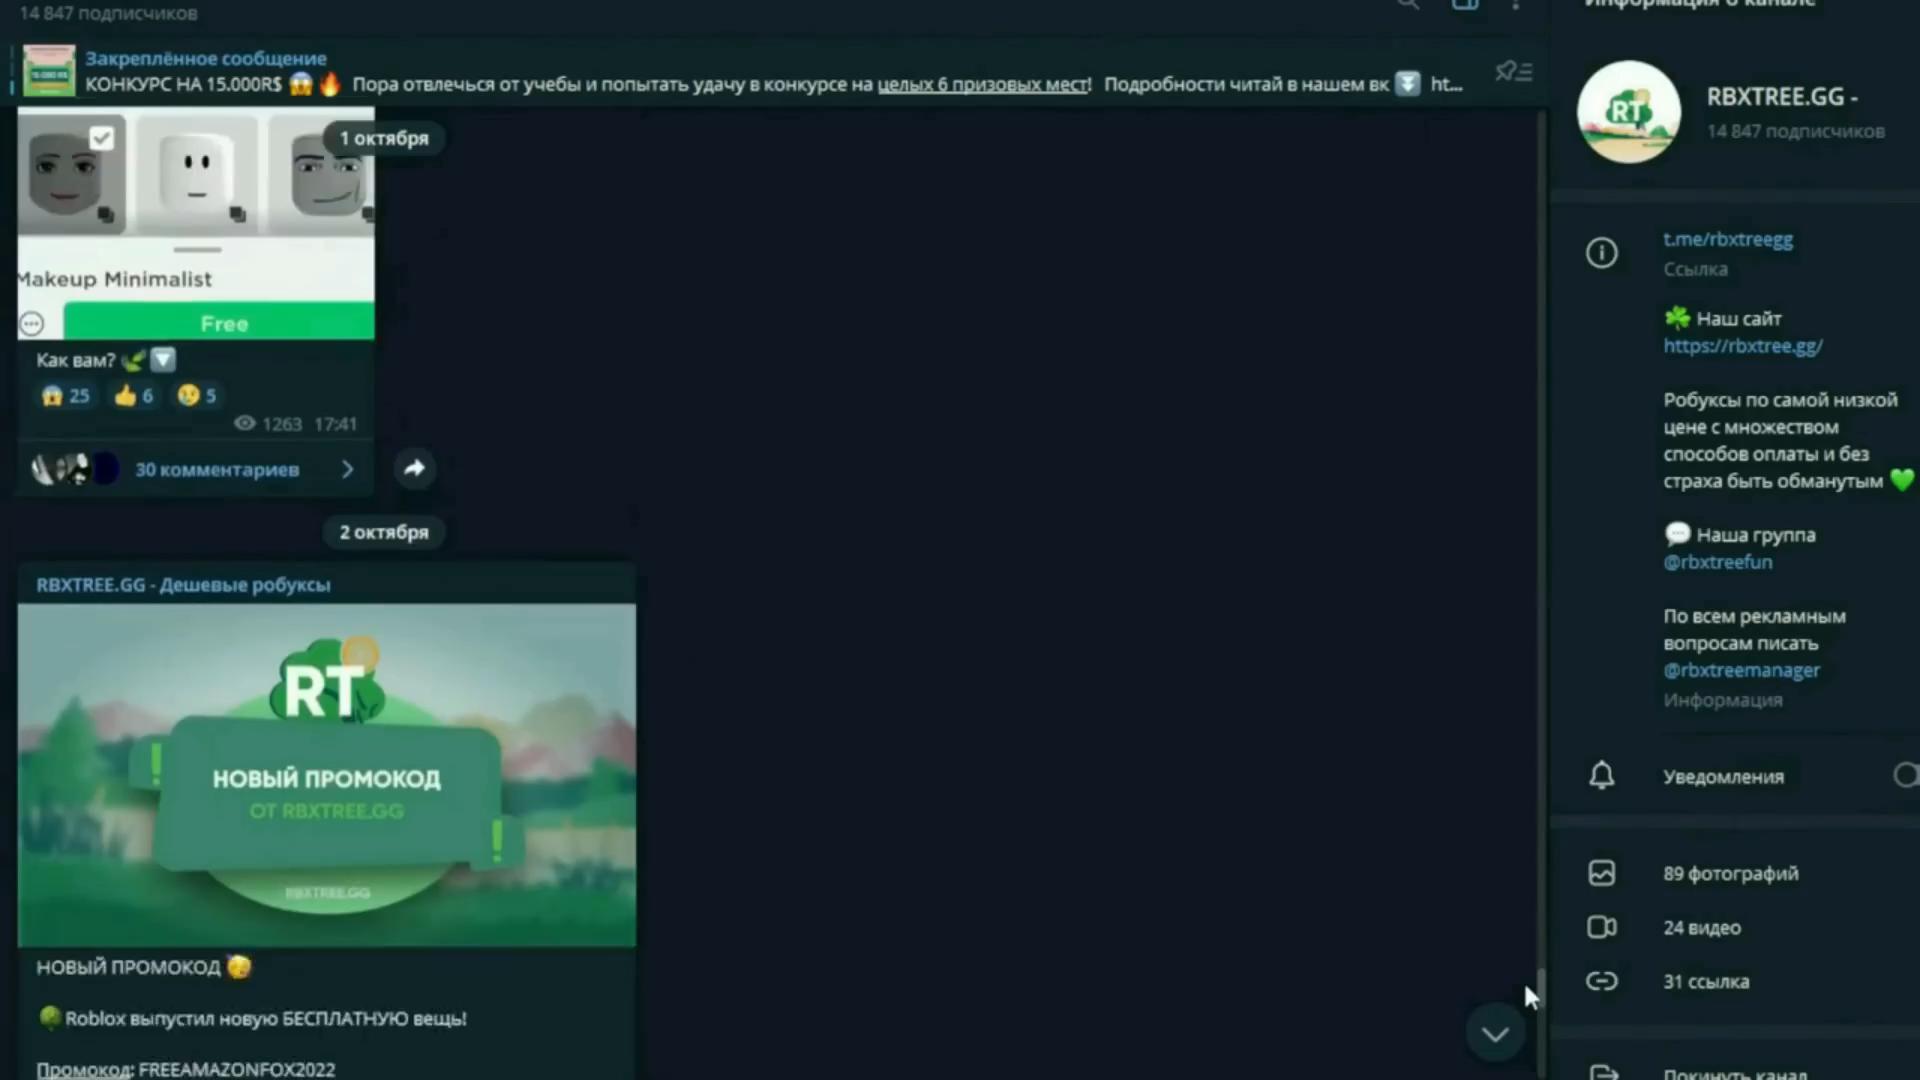 14 847 подписчиков
Закреплённое сообщение
КОНКУРС НА 15.000R$ 😱🔥 Пора отвлечься от учебы и попытать удачу в конкурсе на целых 6 призовых мест! Подробности читай в нашем вк ⏬ ht...
1 октября
Makeup Minimalist
Free
Как вам? 🌿🔽
😱 25 👍 6 😢 5
1263 17:41
30 комментариев
2 октября
RBXTREE.GG - Дешевые робуксы
RT
НОВЫЙ ПРОМОКОД
ОТ RBXTREE.GG
RBXTREE.GG
НОВЫЙ ПРОМОКОД 🥳
🌳Roblox выпустил новую БЕСПЛАТНУЮ вещь!
Промокод: FREEAMAZONFOX2022
Информация о канале
RT
RBXTREE.GG -
14 847 подписчиков
t.me/rbxtreegg
Ссылка
☘️ Наш сайт
https://rbxtree.gg/
Робуксы по самой низкой
цене с множеством
способов оплаты и без
страха быть обманутым 💚
💬 Наша группа
@rbxtreefun
По всем рекламным
вопросам писать
@rbxtreemanager
Информация
Уведомления
89 фотографий
24 видео
31 ссылка
Покинуть канал